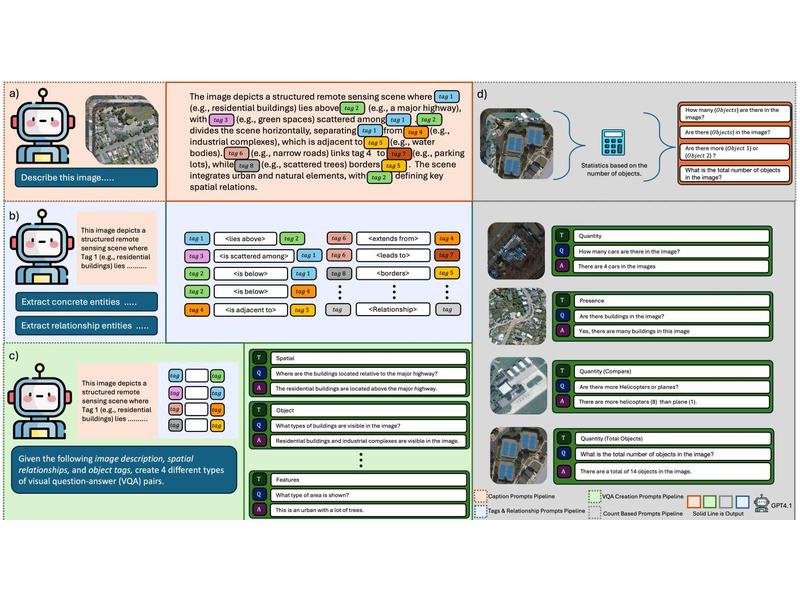 a)
Describe this image.....
The image depicts a structured remote sensing scene where tag 1
(e.g., residential buildings) lies above tag 2 (e.g., a major highway),
with tag 3 (e.g., green spaces) scattered among tag 1 . tag 2
divides the scene horizontally, separating tag 1 from tag 4 (e.g.,
industrial complexes), which is adjacent to tag 5 (e.g., water
bodies). tag 6 (e.g., narrow roads) links tag 4 to tag 7 (e.g., parking
lots), while tag 8 (e.g., scattered trees) borders tag 5 . The scene
integrates urban and natural elements, with tag 2 defining key
spatial relations.
b)
This image depicts a
structured remote
sensing scene where
Tag 1 (e.g., residential
buildings) lies ..........
Extract concrete entities .....
Extract relationship entities .....
tag 1 <lies above> tag 2
tag 3 <is scattered among> tag 1
tag 2 <is below> tag 1
tag 2 <is below> tag 4
tag 4 <is adjacent to> tag 5
tag 6 <extends from> tag 4
tag 6 <leads to> tag 7
tag 8 <borders> tag 5
tag <Relationship> tag
c)
This image depicts a
structured remote
sensing scene where
Tag 1 (e.g., residential
buildings) lies ..........
tag tag
tag tag
tag tag
tag tag
Given the following image description, spatial
relationships, and object tags, create 4 different types
of visual question-answer (VQA) pairs.
T Spatial
Q Where are the buildings located relative to the major highway?
A The residential buildings are located above the major highway.
T Object
Q What types of buildings are visible in the image?
A Residential buildings and industrial complexes are visible in the image.
T Features
Q What type of area is shown?
A This is an urban with a lot of trees.
d)
Statistics based on the
number of objects.
How many (Objects) are there in the
image?
Are there (Objects) in the image?
Are there more (Object 1) or
(Object 2) ?
What is the total number of objects
in the image?
T Quantity
Q How many cars are there in the image?
A There are 4 cars in the images
T Presence
Q Are there buildings in the image?
A Yes, there are many buildings in this image
T Quantity (Compare)
Q Are there more Helicopters or planes?
A There are more helicopters (8) than plane (1).
T Quantity (Total Objects)
Q What is the total number of objects in the image?
A There are a total of 14 objects in the image.
Caption Prompts Pipeline
VQA Creation Prompts Pipeline
Tags & Relationship Prompts Pipeline
Count Based Prompts Pipeline
Solid Line is Output
GPT4.1